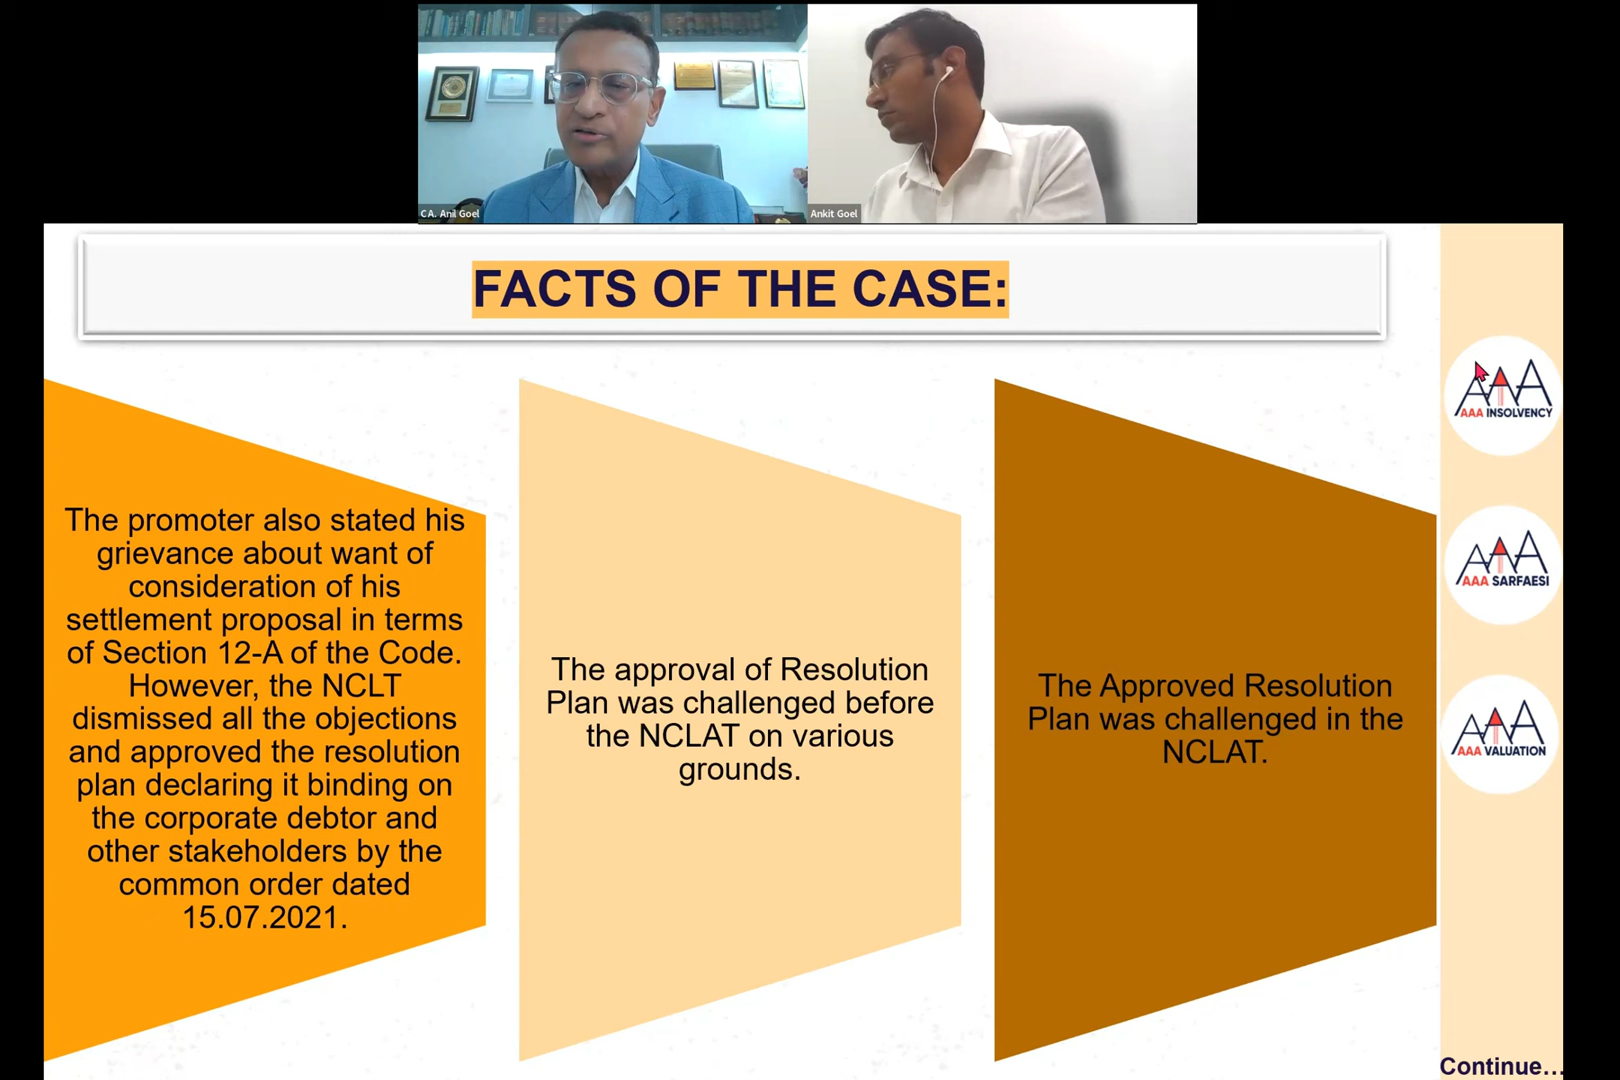 CA. Anil Goel
Ankit Goel
FACTS OF THE CASE:
The promoter also stated his
grievance about want of
consideration of his
settlement proposal in terms
of Section 12-A of the Code.
However, the NCLT
dismissed all the objections
and approved the resolution
plan declaring it binding on
the corporate debtor and
other stakeholders by the
common order dated
15.07.2021.
The approval of Resolution
Plan was challenged before
the NCLAT on various
grounds.
The Approved Resolution
Plan was challenged in the
NCLAT.
AAA
AAA INSOLVENCY
AAA
AAA SARFAESI
AAA
AAA VALUATION
Continue...